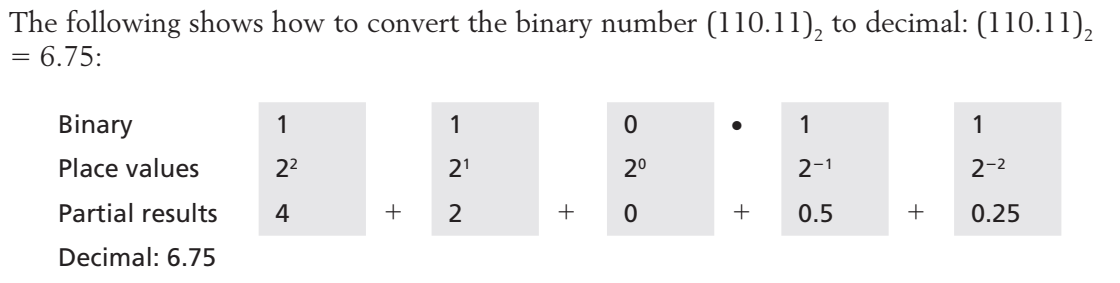 The following shows how to convert the binary number (110.11)₂ to decimal: (110.11)₂
= 6.75:
Binary 1 1 0 • 1 1
Place values 2² 2¹ 2⁰ 2⁻¹ 2⁻²
Partial results 4 + 2 + 0 + 0.5 + 0.25
Decimal: 6.75